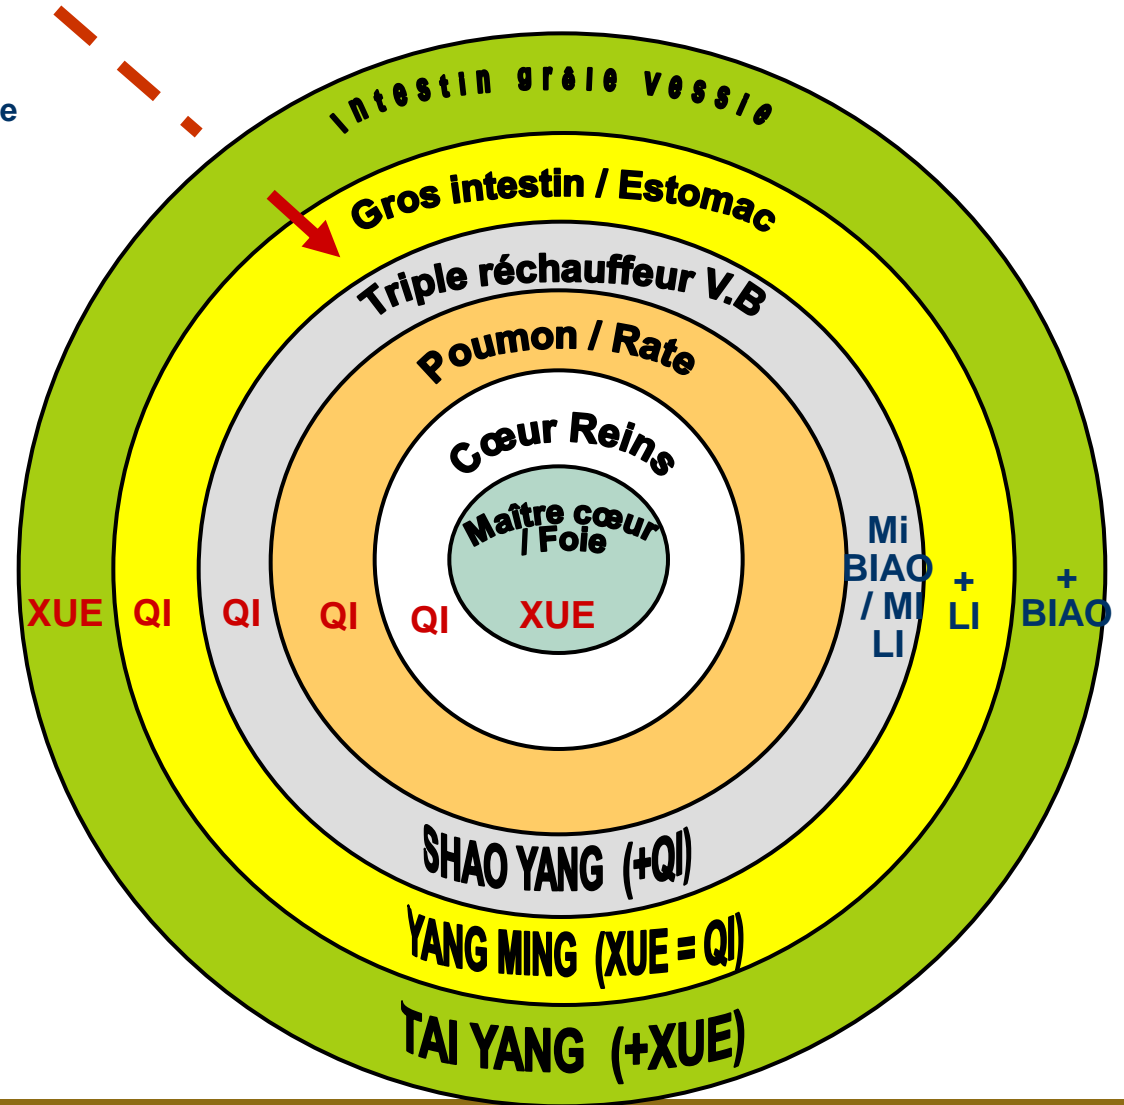 e
Intestin grêle vessie
Gros intestin / Estomac
Triple réchauffeur V.B
Poumon / Rate
Cœur Reins
Maître cœur
/ Foie
Mi
BIAO
/ MI
LI
+
LI
+
BIAO
XUE QI QI QI QI XUE
SHAO YANG (+QI)
YANG MING (XUE = QI)
TAI YANG (+XUE)